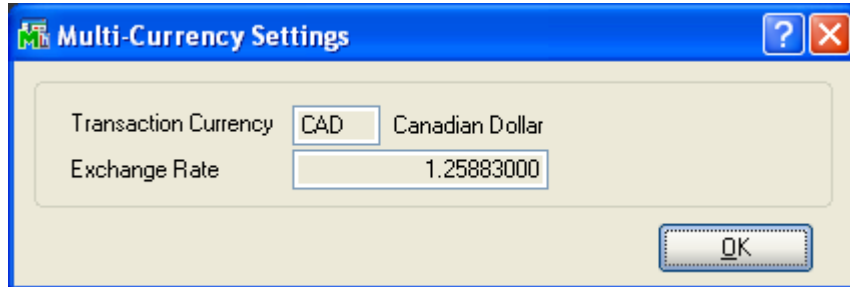 Multi-Currency Settings
Transaction Currency CAD Canadian Dollar
Exchange Rate 1.25883000
OK